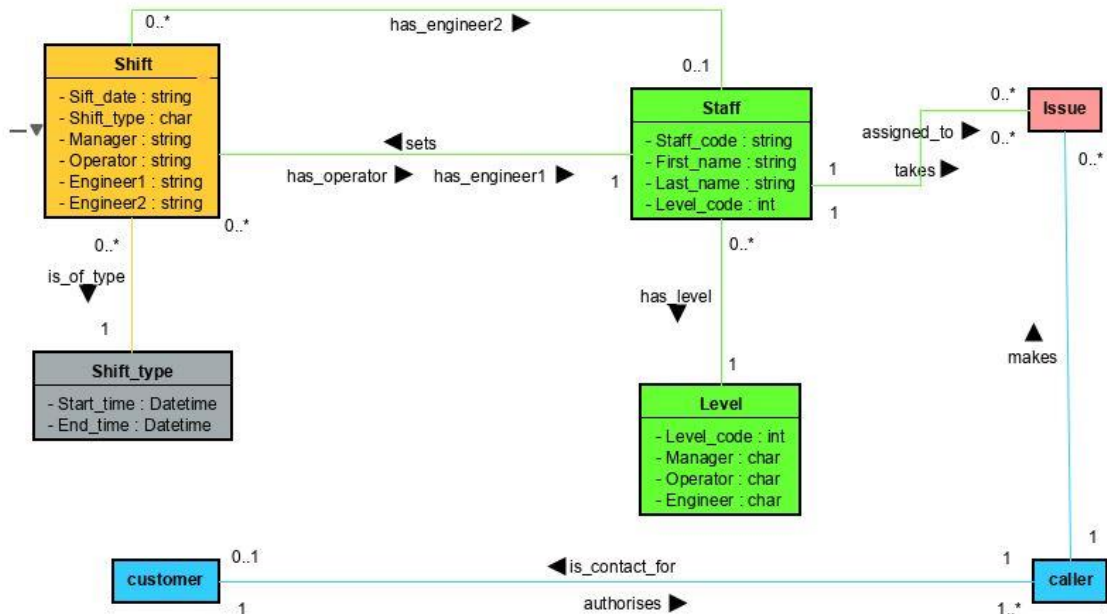 0..*
has_engineer2
Shift
- Sift_date : string
- Shift_type : char
- Manager : string
- Operator : string
- Engineer1 : string
- Engineer2 : string
0..1
Staff
- Staff_code : string
- First_name : string
- Last_name : string
- Level_code : int
0..*
Issue
assigned_to
0..*
0..*
sets
has_operator
has_engineer1
1
1
takes
1
0..*
0..*
is_of_type
1
Shift_type
- Start_time : Datetime
- End_time : Datetime
0..*
has_level
1
Level
- Level_code : int
- Manager : char
- Operator : char
- Engineer : char
makes
1
0..1
is_contact_for
1
customer
caller
1
authorises
1..*